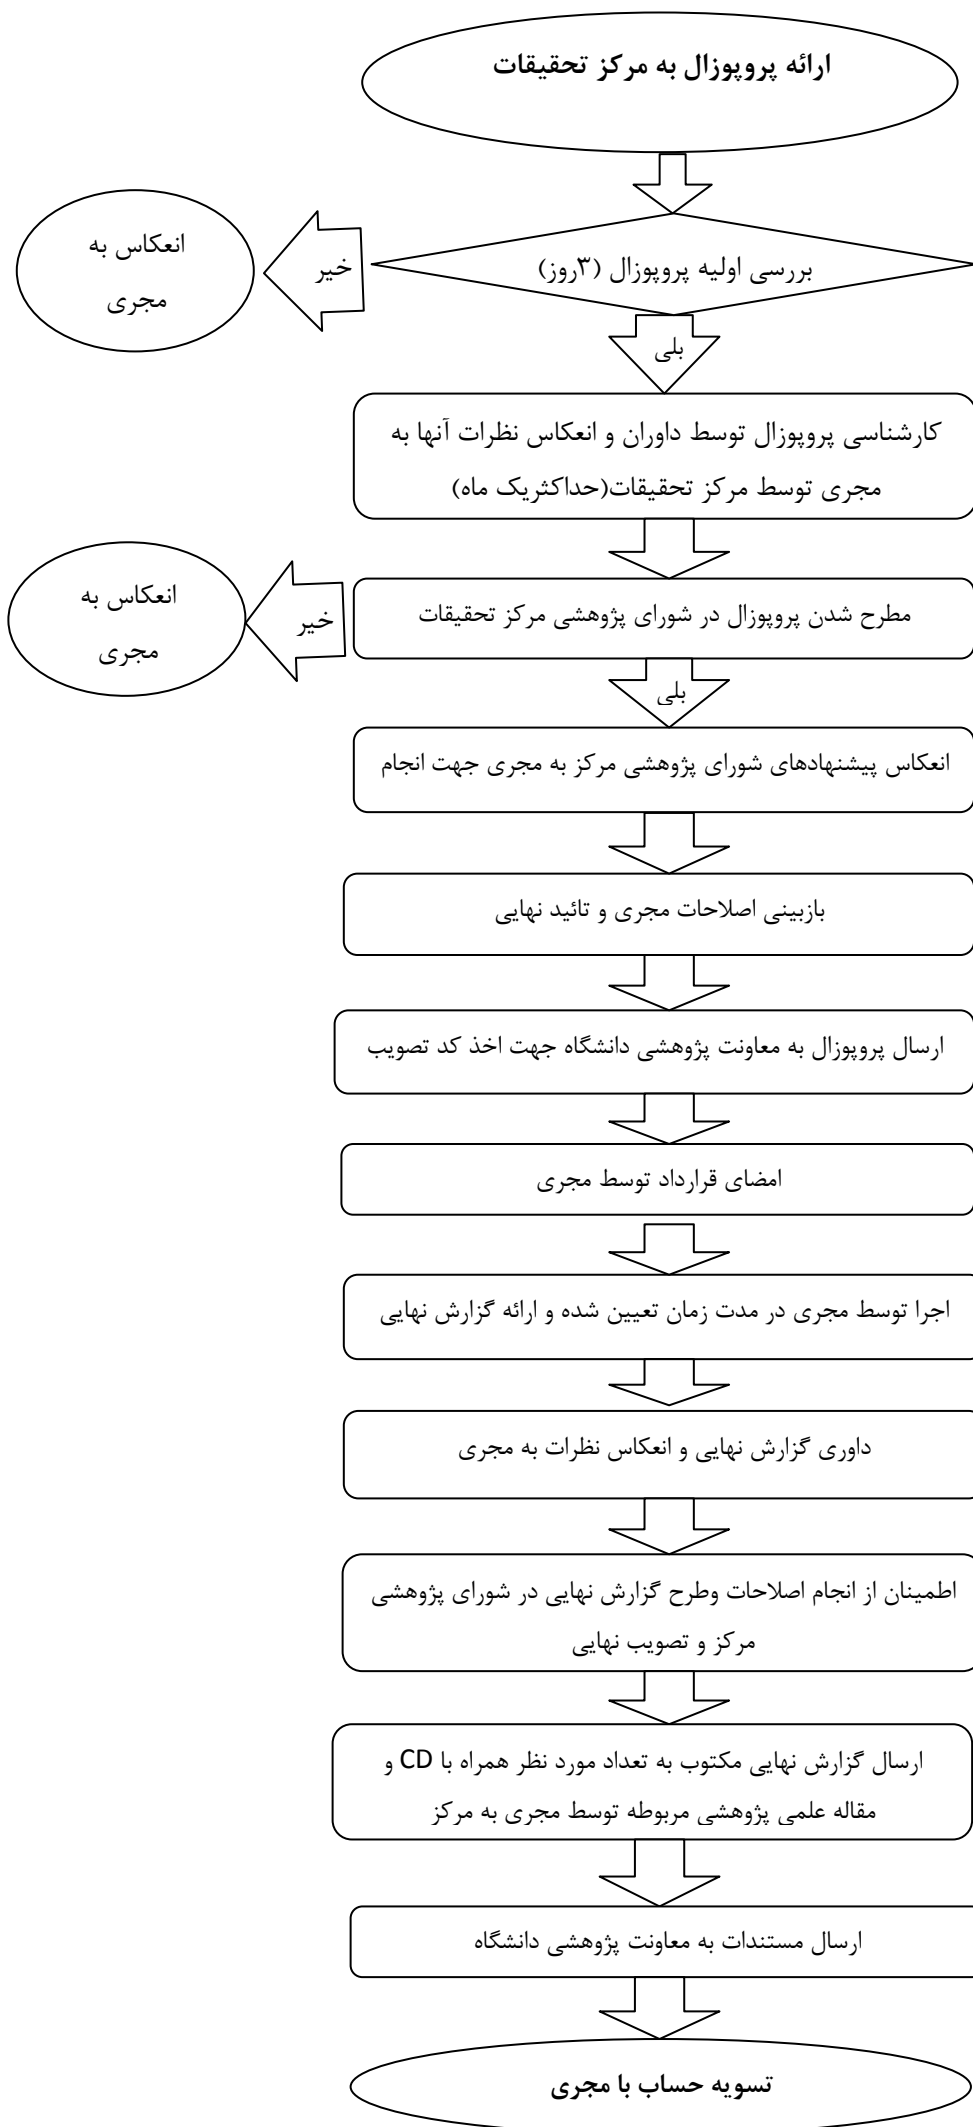 ارائه پروپوزال به مرکز تحقیقات
بررسی اولیه پروپوزال (۳روز)
خیر
انعکاس به
مجری
بلی
کارشناسی پروپوزال توسط داوران و انعکاس نظرات آنها به
مجری توسط مرکز تحقیقات(حداکثریک ماه)
مطرح شدن پروپوزال در شورای پژوهشی مرکز تحقیقات
خیر
انعکاس به
مجری
بلی
انعکاس پیشنهادهای شورای پژوهشی مرکز به مجری جهت انجام
بازبینی اصلاحات مجری و تائید نهایی
ارسال پروپوزال به معاونت پژوهشی دانشگاه جهت اخذ کد تصویب
امضای قرارداد توسط مجری
اجرا توسط مجری در مدت زمان تعیین شده و ارائه گزارش نهایی
داوری گزارش نهایی و انعکاس نظرات به مجری
اطمینان از انجام اصلاحات وطرح گزارش نهایی در شورای پژوهشی
مرکز و تصویب نهایی
ارسال گزارش نهایی مکتوب به تعداد مورد نظر همراه با CD و
مقاله علمی پژوهشی مربوطه توسط مجری به مرکز
ارسال مستندات به معاونت پژوهشی دانشگاه
تسویه حساب با مجری